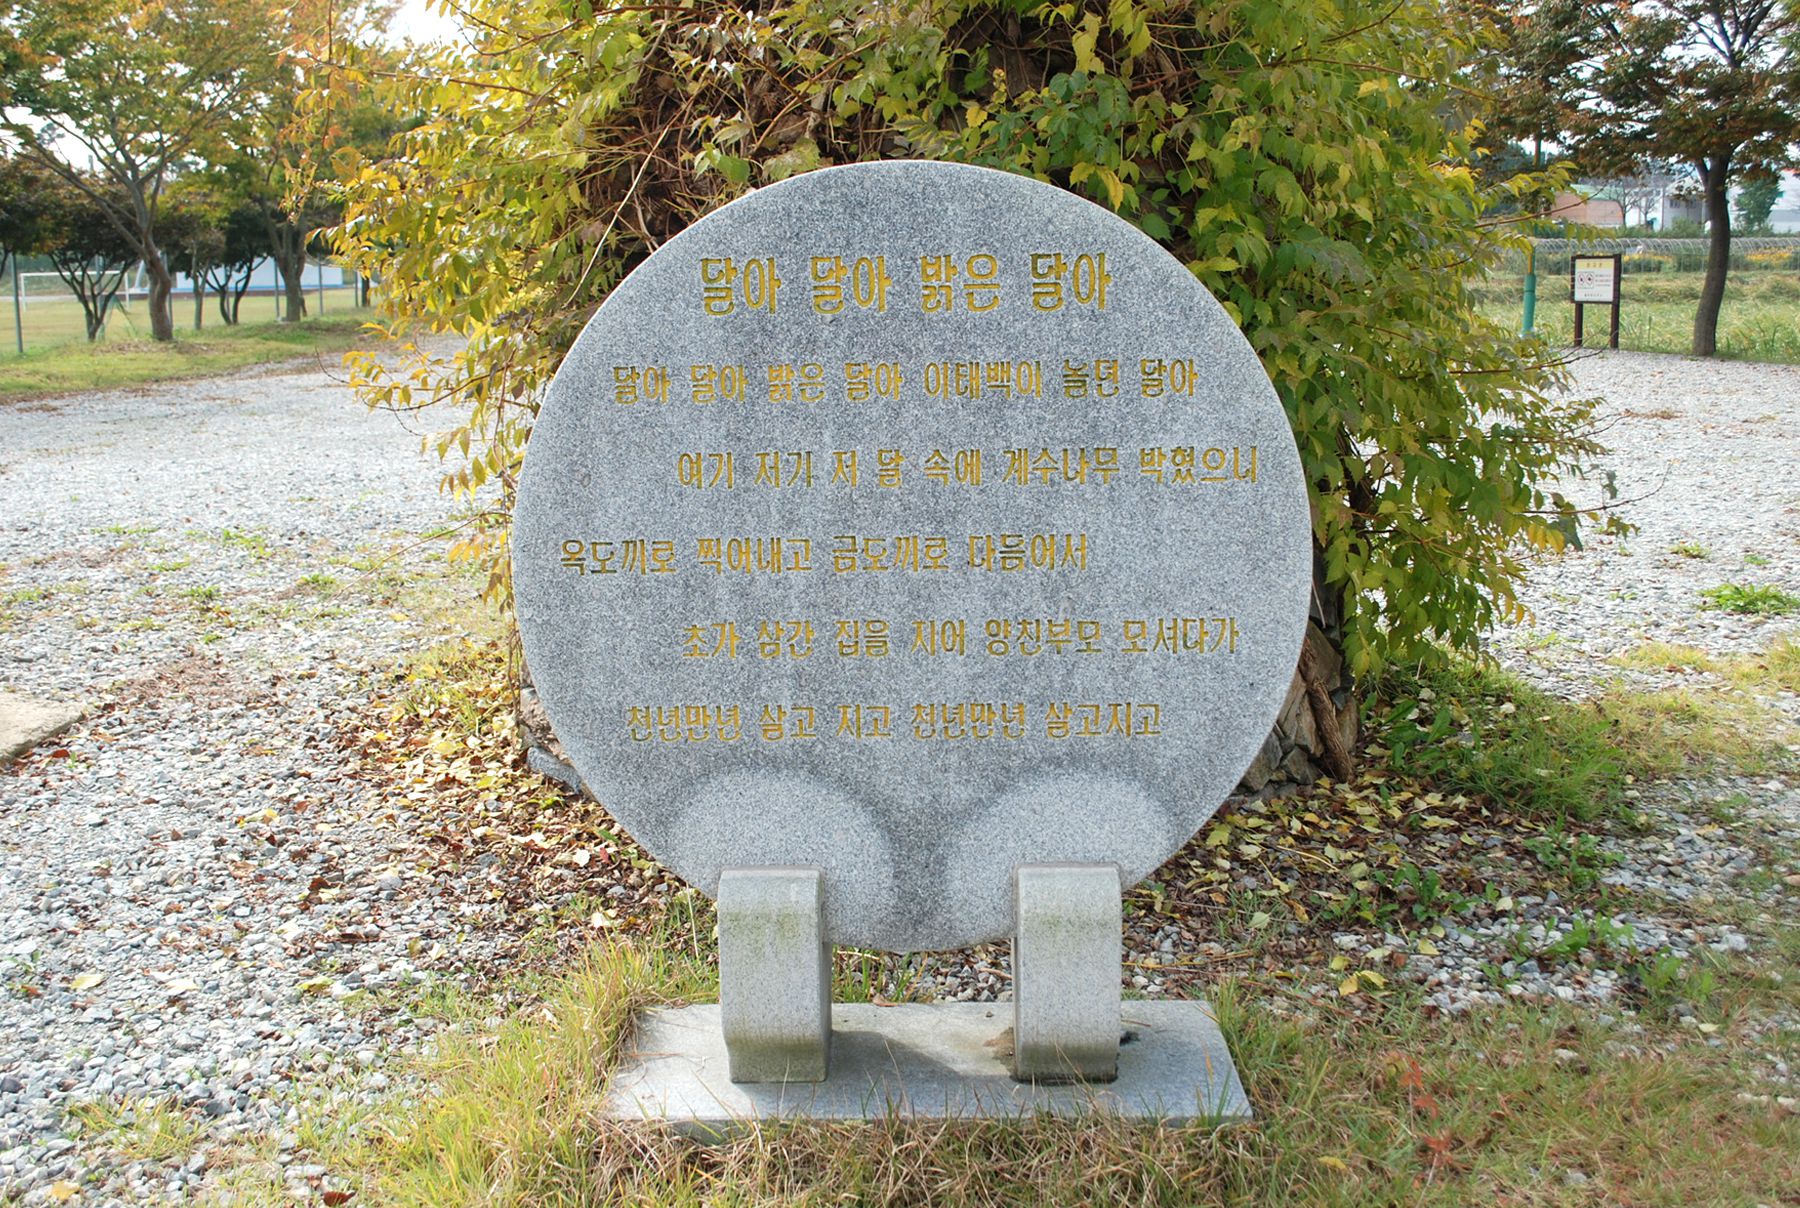 달아 달아 밝은 달아
달아 달아 밝은 달아 이태백이 놀던 달아
여기 저기 저 달 속에 계수나무 박혔으니
옥도끼로 찍어내고 금도끼로 다듬어서
초가 삼간 집을 지어 양친부모 모셔다가
천년만년 살고 지고 천년만년 살고지고